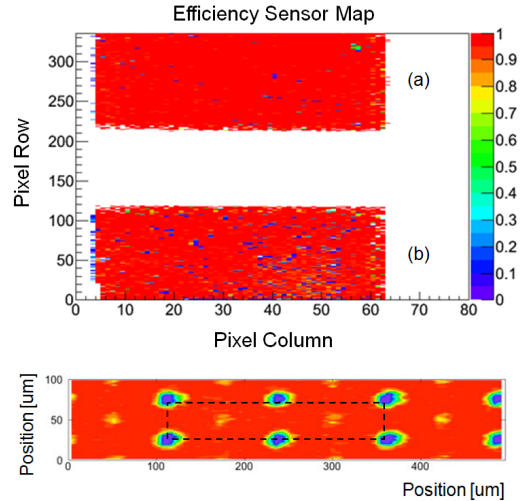 Efficiency Sensor Map
Pixel Row
300
250
200
150
100
50
0
(a)
(b)
1
0.9
0.8
0.7
0.6
0.5
0.4
0.3
0.2
0.1
0
0 10 20 30 40 50 60 70 80
Pixel Column
Position [um]
100
50
0
0 100 200 300 400
Position [um]